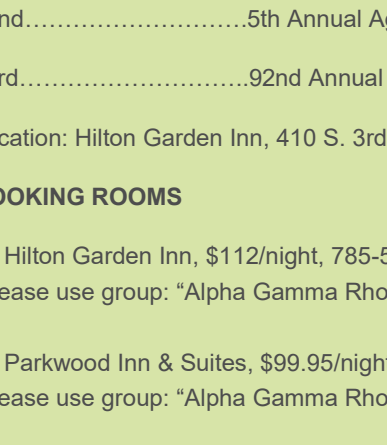 nd……………………….5th Annual Ag
rd………………………..92nd Annual
cation: Hilton Garden Inn, 410 S. 3rd
OOKING ROOMS
Hilton Garden Inn, $112/night, 785-5
ease use group: “Alpha Gamma Rho
Parkwood Inn & Suites, $99.95/night
ease use group: “Alpha Gamma Rho